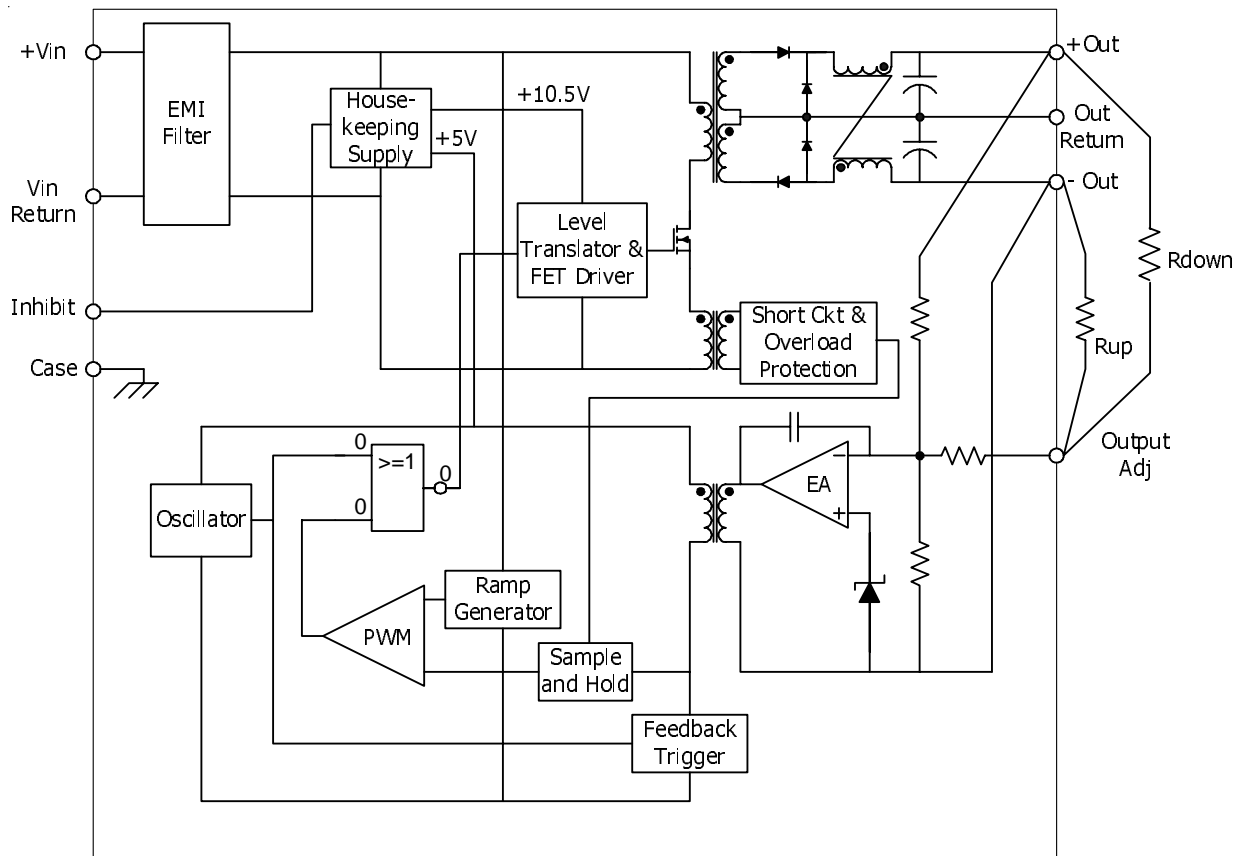 +Vin
EMI
Filter
House-
keeping
Supply
+10.5V
+5V
+Out
Out
Return
- Out
Vin
Return
Level
Translator &
FET Driver
Rdown
Inhibit
Short Ckt &
Overload
Protection
Rup
Case
0
>=1
0
0
EA
Output
Adj
Oscillator
Ramp
Generator
PWM
Sample
and Hold
Feedback
Trigger